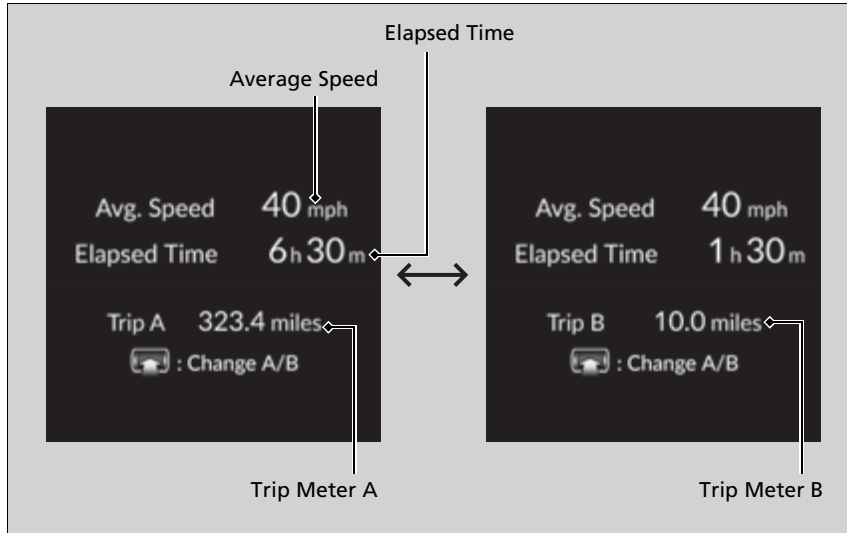 Elapsed Time
Average Speed
Avg. Speed 40 mph
Elapsed Time 6 h 30 m
Trip A 323.4 miles
: Change A/B
Trip Meter A
Avg. Speed 40 mph
Elapsed Time 1 h 30 m
Trip B 10.0 miles
: Change A/B
Trip Meter B